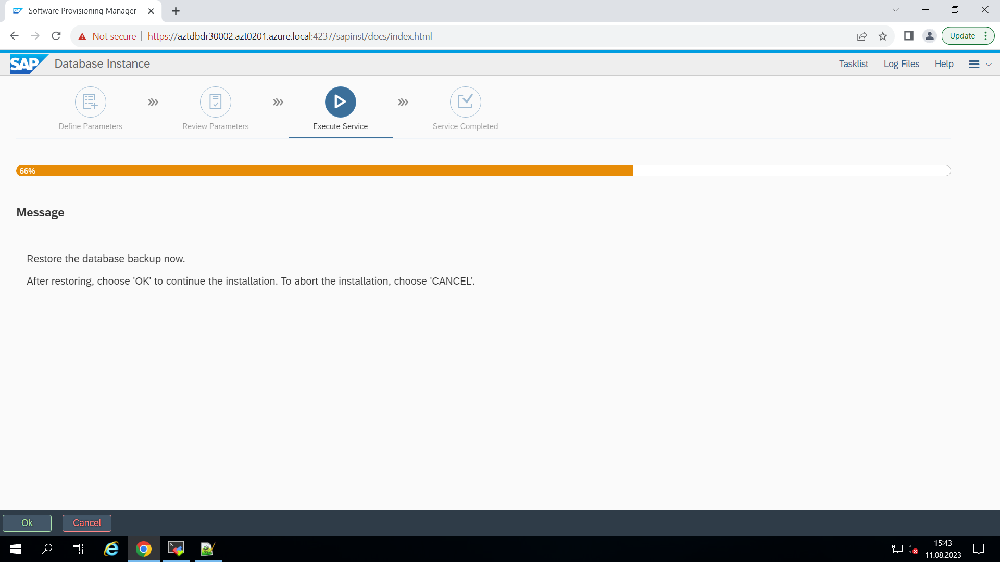 SAP Software Provisioning Manager
Not secure https://aztdbdr30002.azt0201.azure.local:4237/sapinst/docs/index.html Update
SAP Database Instance Tasklist Log Files Help
Define Parameters Review Parameters Execute Service Service Completed
66%
Message
Restore the database backup now.
After restoring, choose 'OK' to continue the installation. To abort the installation, choose 'CANCEL'.
Ok Cancel
15:43
11.08.2023